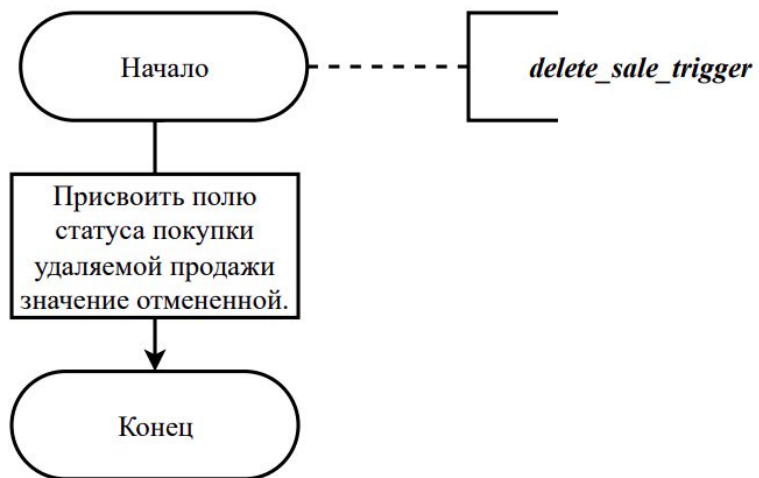 Начало
delete_sale_trigger
Присвоить полю
статуса покупки
удаляемой продажи
значение отмененной.
Конец